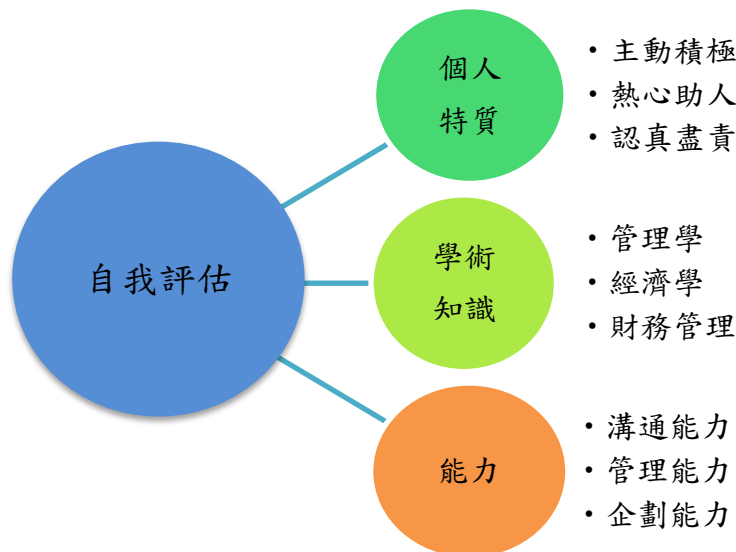 自我評估
個人
特質
・主動積極
・熱心助人
・認真盡責
學術
知識
・管理學
・經濟學
・財務管理
能力
・溝通能力
・管理能力
・企劃能力